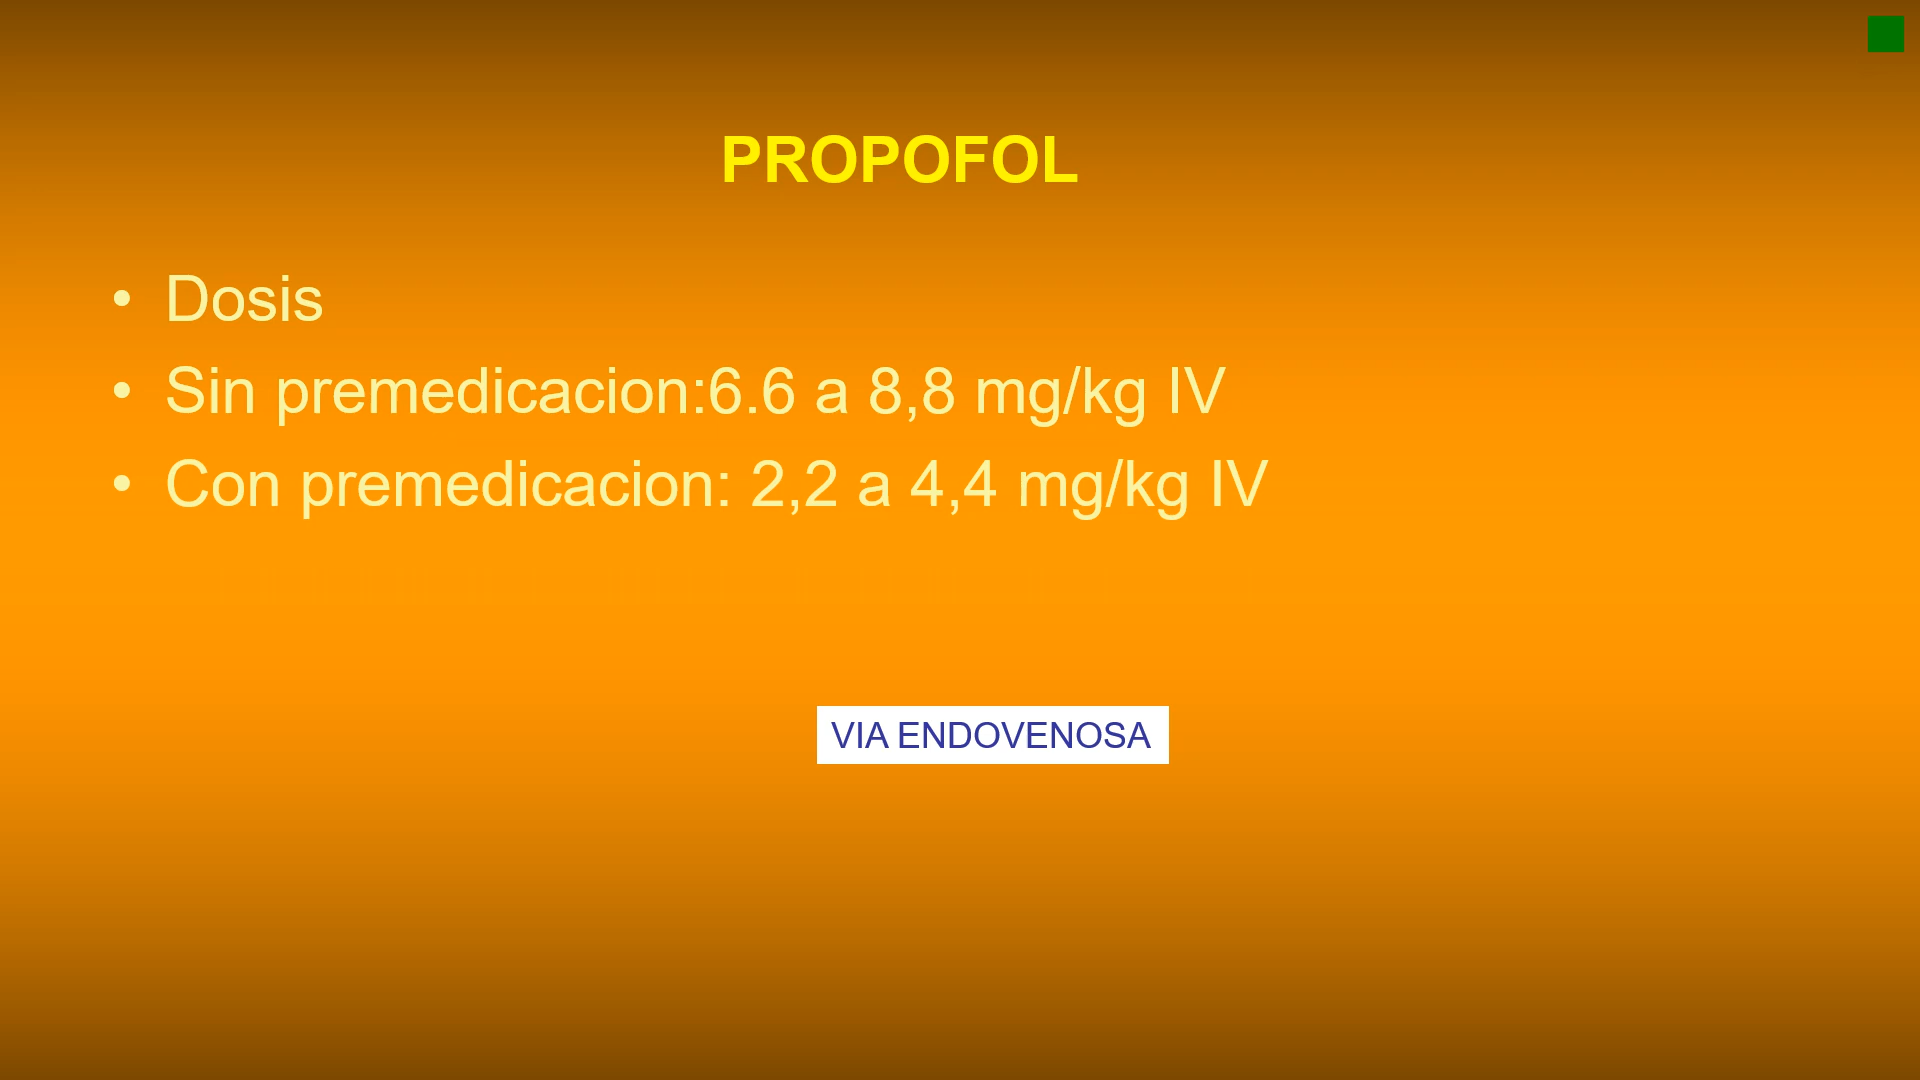 PROPOFOL
• Dosis
• Sin premedicacion:6.6 a 8,8 mg/kg IV
• Con premedicacion: 2,2 a 4,4 mg/kg IV
VIA ENDOVENOSA